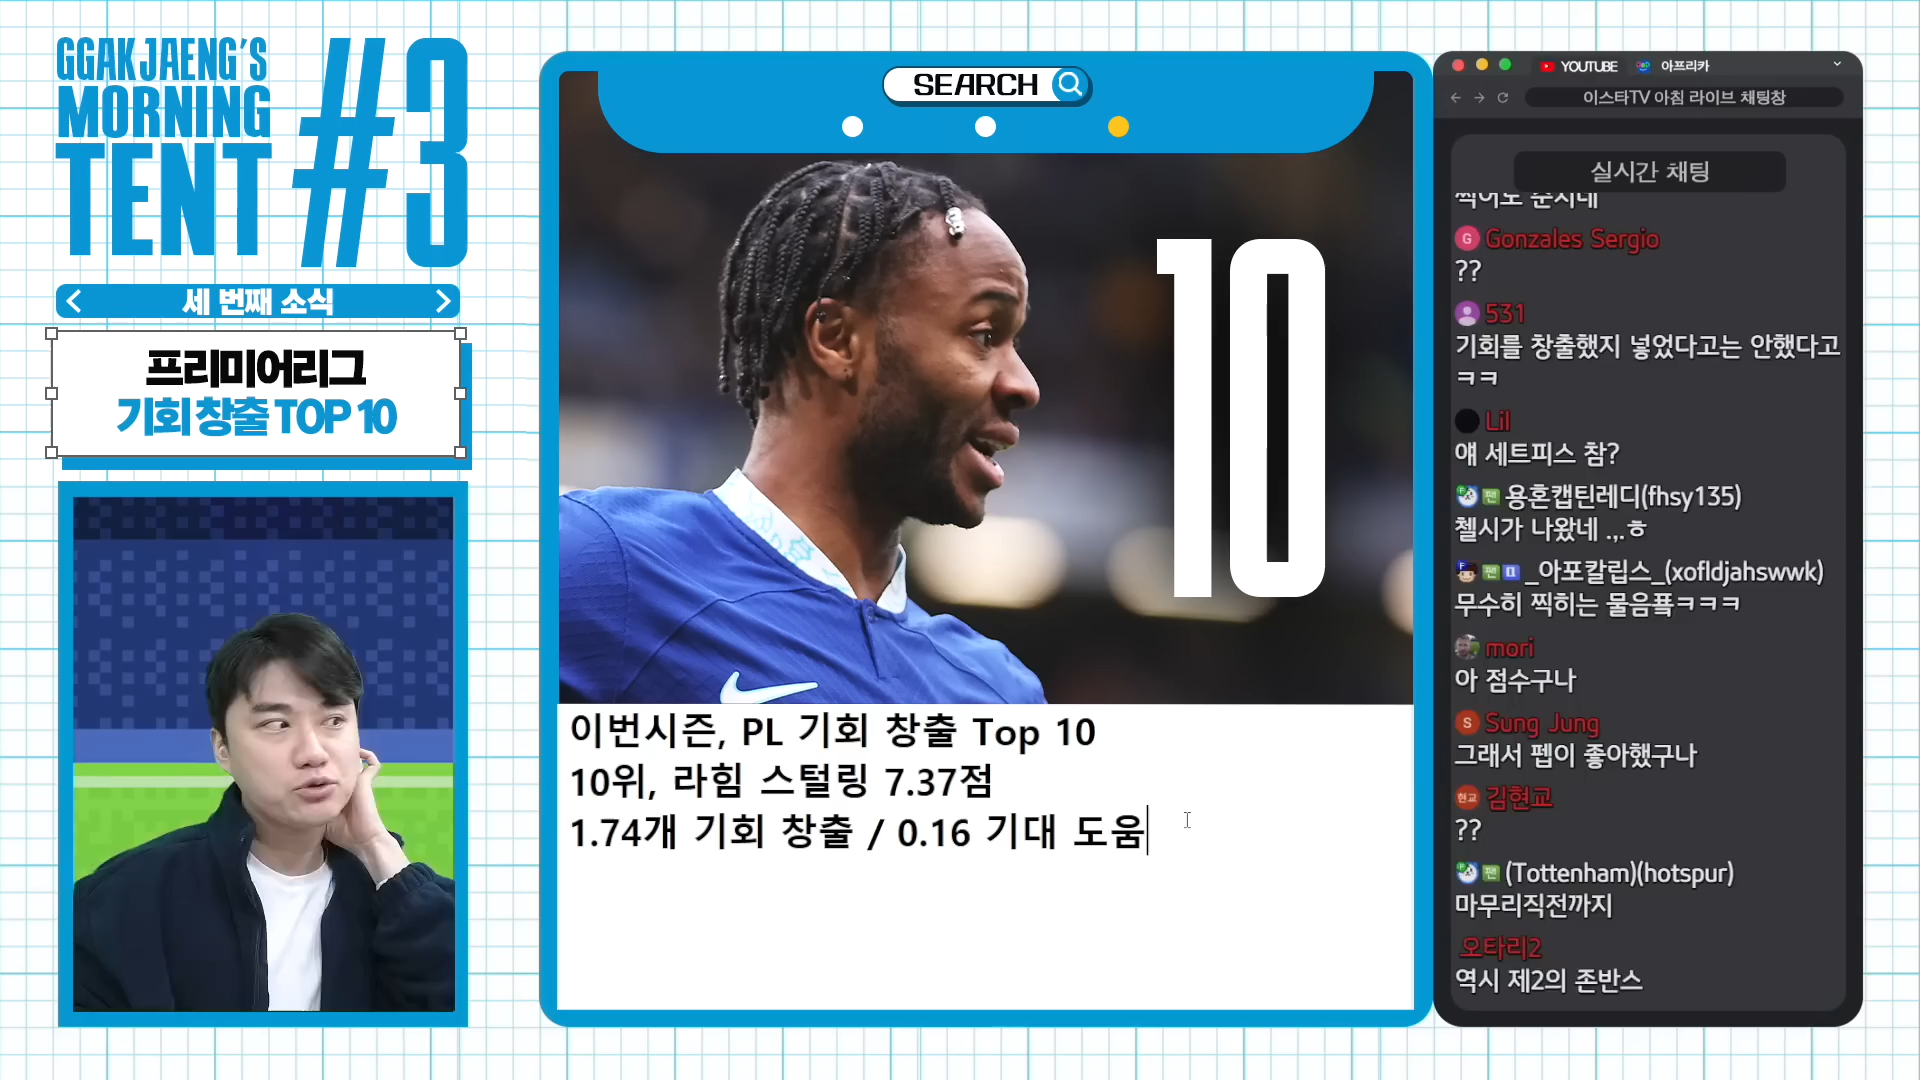 GGAK JAENG'S
MORNING
TENT
#3
세 번째 소식
프리미어리그
기회 창출 TOP 10
SEARCH
10
이번시즌, PL 기회 창출 Top 10
10위, 라힘 스털링 7.37점
1.74개 기회 창출 / 0.16 기대 도움
YOUTUBE
아프리카
이스타TV 아침 라이브 채팅창
실시간 채팅
G Gonzales Sergio
??
531
기회를 창출했지 넣었다고는 안했다고
ㅋㅋ
Lil
얘 세트피스 참?
팬 용혼캡틴레디(fhsy135)
첼시가 나왔네 .,.ㅎ
팬 _아포칼립스_(xofldjahswwk)
무수히 찍히는 물음푴ㅋㅋㅋ
mori
아 점수구나
S Sung Jung
그래서 펩이 좋아했구나
현교 김현교
??
팬 (Tottenham)(hotspur)
마무리직전까지
오타리2
역시 제2의 존반스